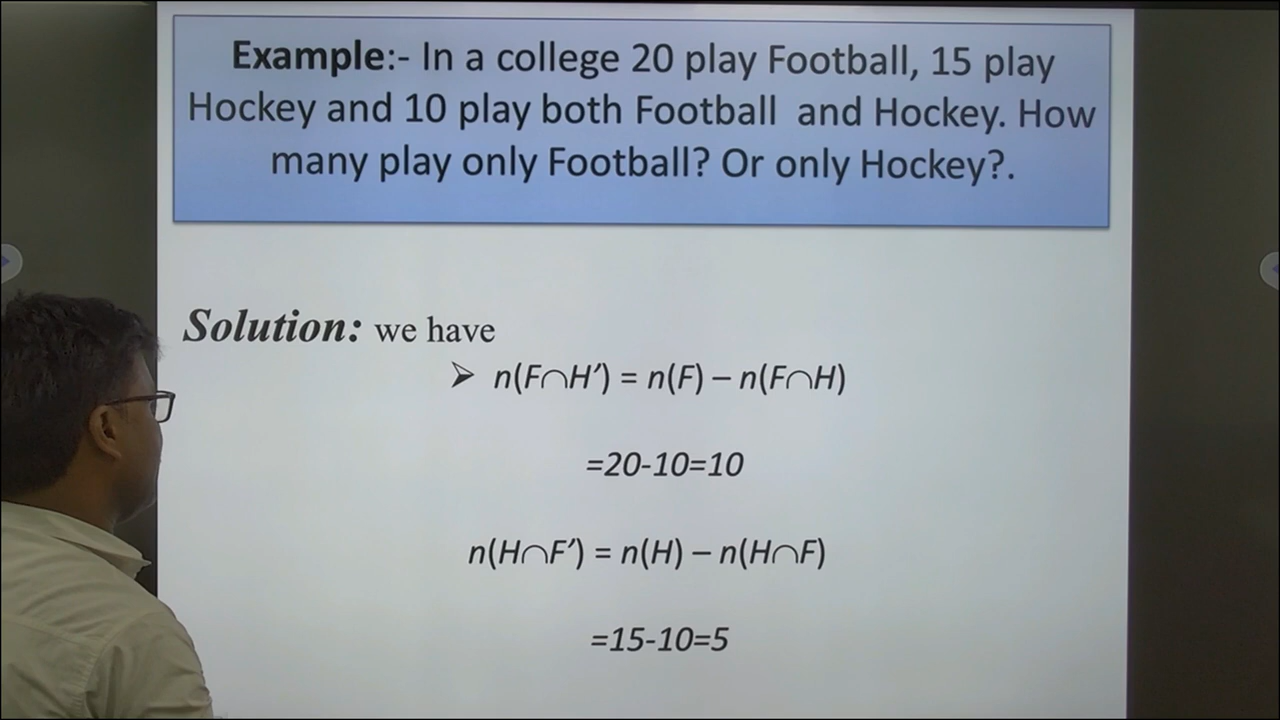 Example:- In a college 20 play Football, 15 play
Hockey and 10 play both Football and Hockey. How
many play only Football? Or only Hockey?.
Solution: we have
➢ n(F∩H’) = n(F) – n(F∩H)
=20-10=10
n(H∩F’) = n(H) – n(H∩F)
=15-10=5